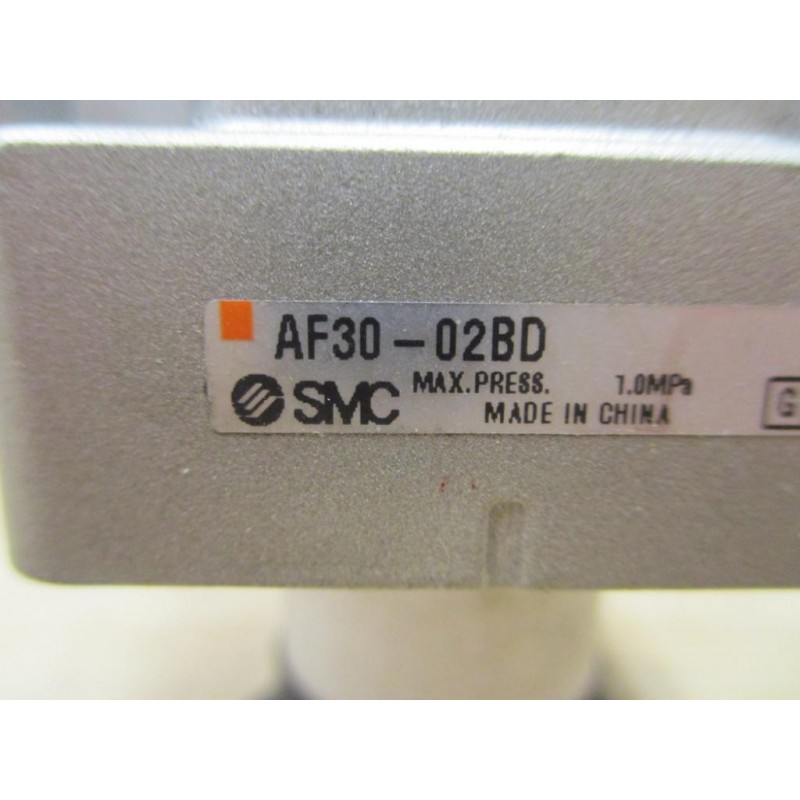 AF30-02BD
SMC MAX.PRESS. 1.0MPa
MADE IN CHINA
G